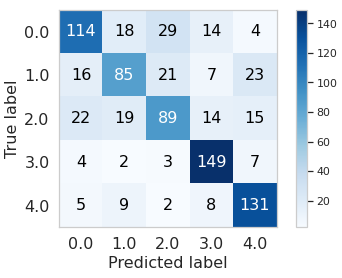 0.0 114 18 29 14 4
1.0 16 85 21 7 23
2.0 22 19 89 14 15
3.0 4 2 3 149 7
4.0 5 9 2 8 131
0.0 1.0 2.0 3.0 4.0
Predicted label
True label
140
120
100
80
60
40
20